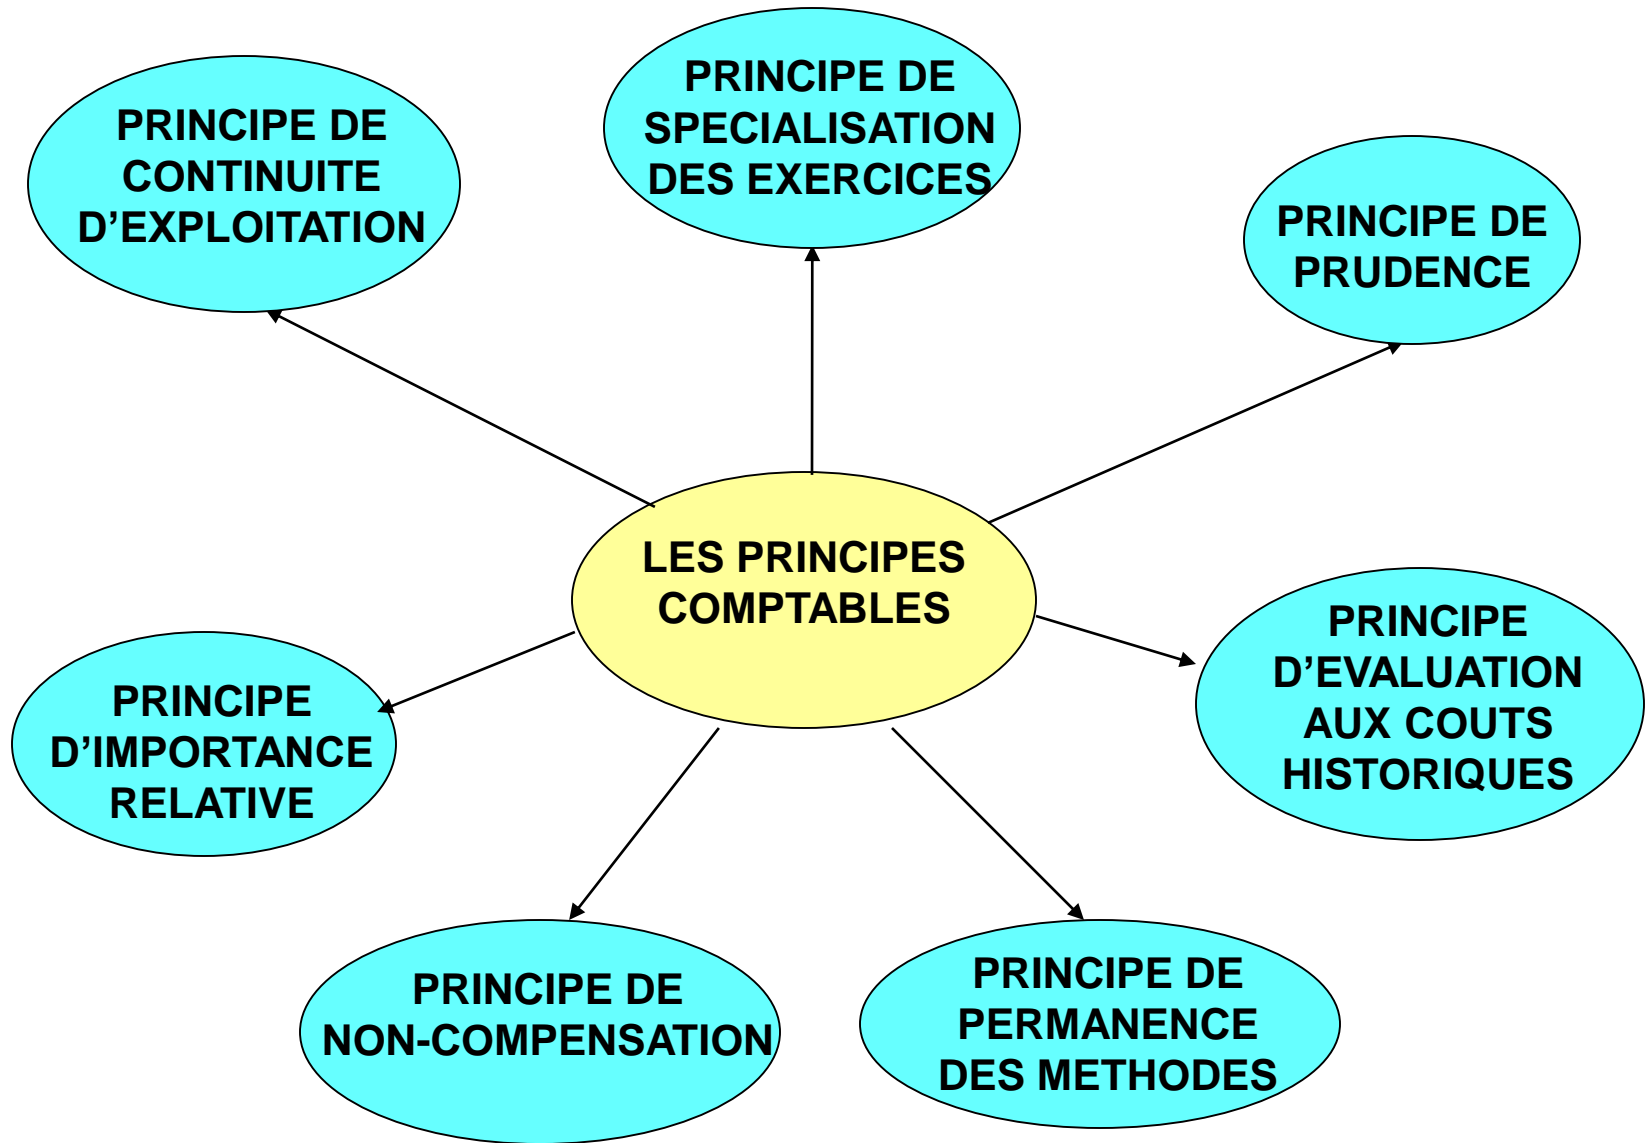 PRINCIPE DE
CONTINUITE
D’EXPLOITATION
PRINCIPE DE
SPECIALISATION
DES EXERCICES
PRINCIPE DE
PRUDENCE
LES PRINCIPES
COMPTABLES
PRINCIPE
D’EVALUATION
AUX COUTS
HISTORIQUES
PRINCIPE
D’IMPORTANCE
RELATIVE
PRINCIPE DE
NON-COMPENSATION
PRINCIPE DE
PERMANENCE
DES METHODES